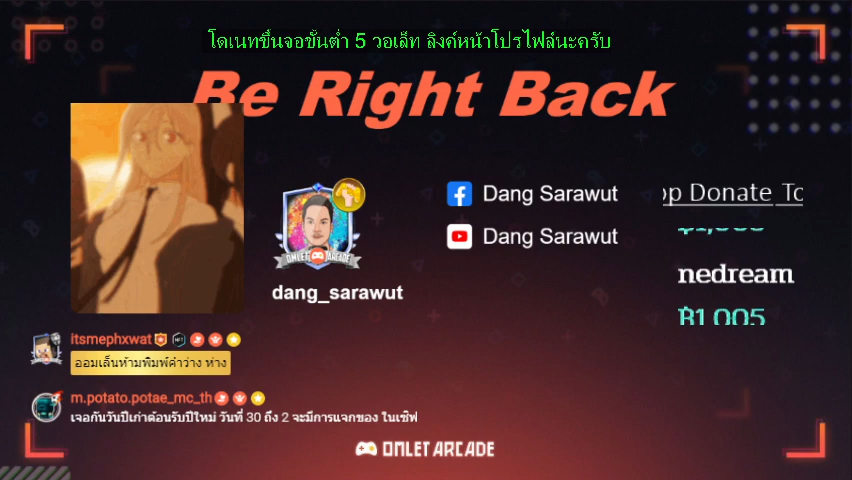 โดเนทขึ้นจอขั่นต่ำ 5 วอเล็ท ลิงค์หน้าโปรไฟล์นะครับ
Be Right Back
Dang Sarawut
Dang Sarawut
op Donate To
nedream
฿1,005
OMLET ARCADE
dang_sarawut
itsmephxwat
ออมเล็นห้ามพิมพ์คำว่าง ห่าง
m.potato.potae_mc_th
เจอกันวันปีเก่าต้อนรับปีใหม่ วันที่ 30 ถึง 2 จะมีการแจกของ ในเซิฟ
OMLET ARCADE